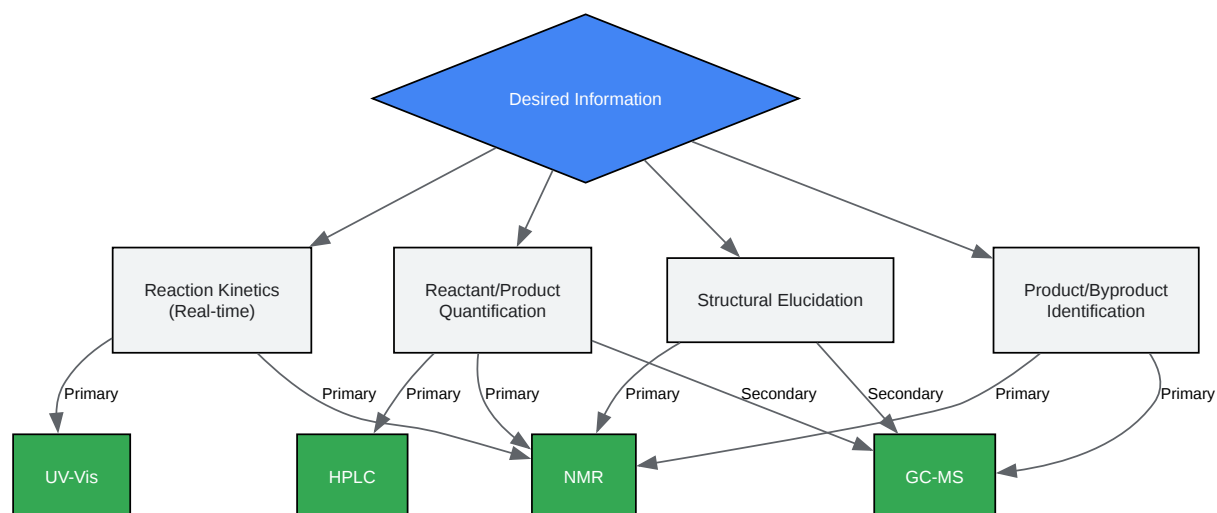 Desired Information
Reaction Kinetics
(Real-time)
Reactant/Product
Quantification
Structural Elucidation
Product/Byproduct
Identification
Primary
Primary
Primary
Primary
Primary
Secondary
Secondary
Primary
Primary
UV-Vis
HPLC
NMR
GC-MS